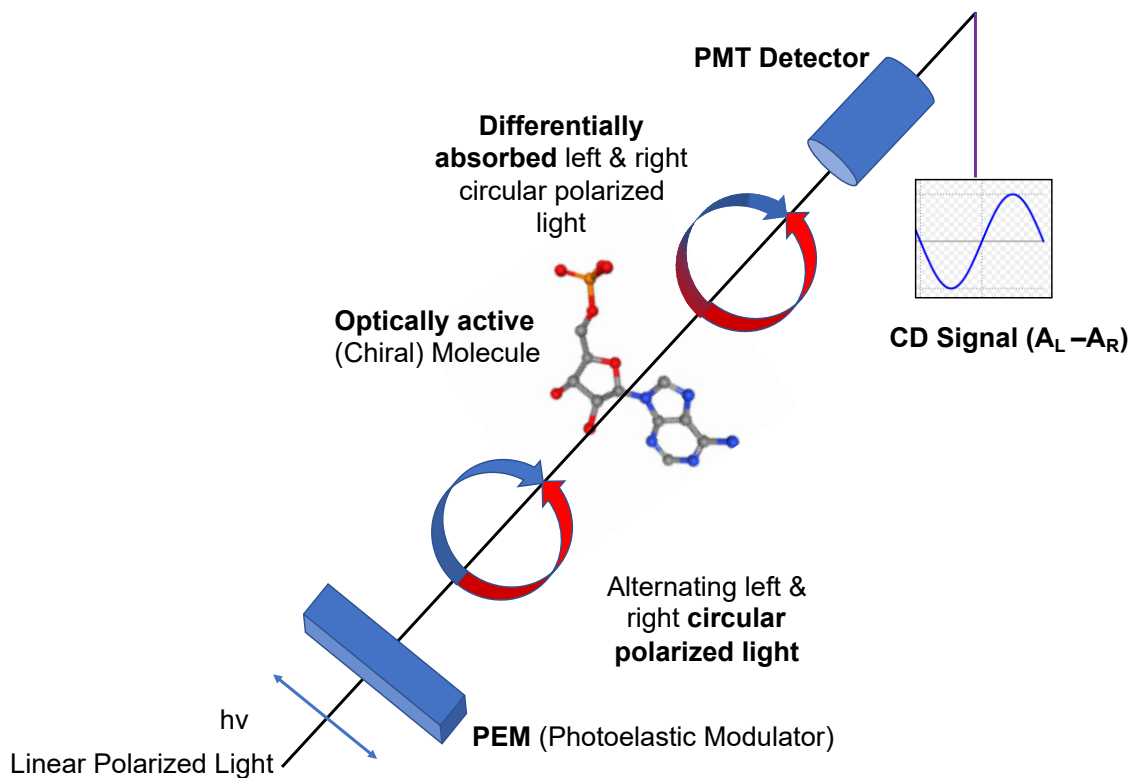 PMT Detector
Differentially
absorbed left & right
circular polarized
light
CD Signal (AL –AR)
Optically active
(Chiral) Molecule
Alternating left &
right circular
polarized light
hv
PEM (Photoelastic Modulator)
Linear Polarized Light